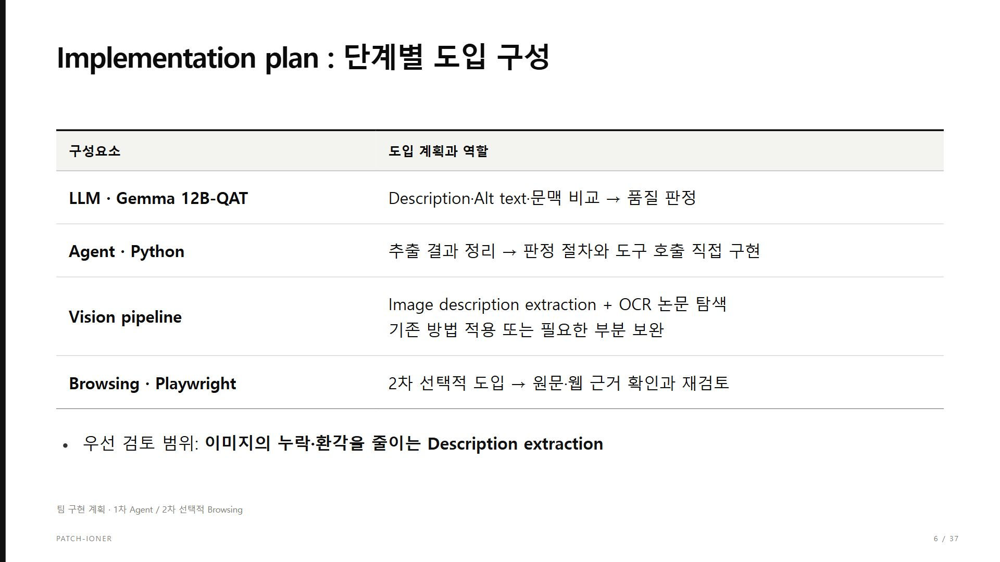 Implementation plan : 단계별 도입 구성
구성요소
도입 계획과 역할
LLM · Gemma 12B-QAT
Description·Alt text·문맥 비교 → 품질 판정
Agent · Python
추출 결과 정리 → 판정 절차와 도구 호출 직접 구현
Vision pipeline
Image description extraction + OCR 논문 탐색
기존 방법 적용 또는 필요한 부분 보완
Browsing · Playwright
2차 선택적 도입 → 원문·웹 근거 확인과 재검토
• 우선 검토 범위: 이미지의 누락·환각을 줄이는 Description extraction
팀 구현 계획 · 1차 Agent / 2차 선택적 Browsing
PATCH-IONER
6 / 37